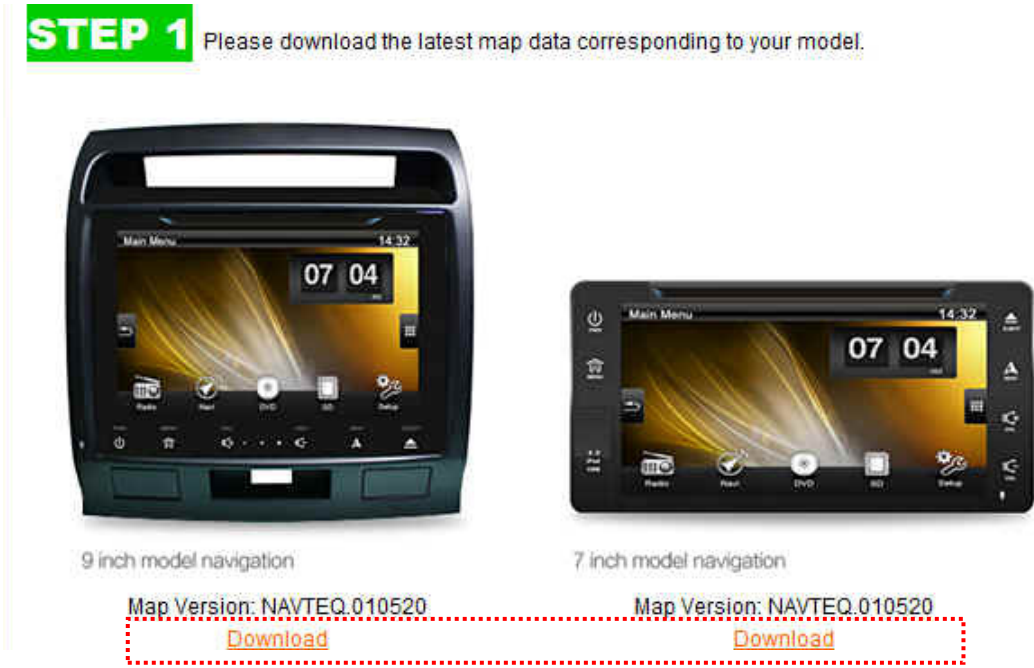 STEP 1 Please download the latest map data corresponding to your model.
Main Menu 14:32
07 04
Radio Navi DVD SD Setup
A
Main Menu 14:32
07 04
MENU
A
Radio Navi DVD SD Setup
9 inch model navigation
7 inch model navigation
Map Version: NAVTEQ.010520
Map Version: NAVTEQ.010520
Download
Download